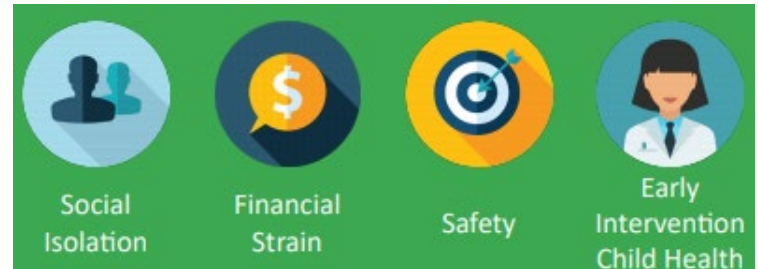 Social
Isolation
Financial
Strain
Safety
Early
Intervention
Child Health